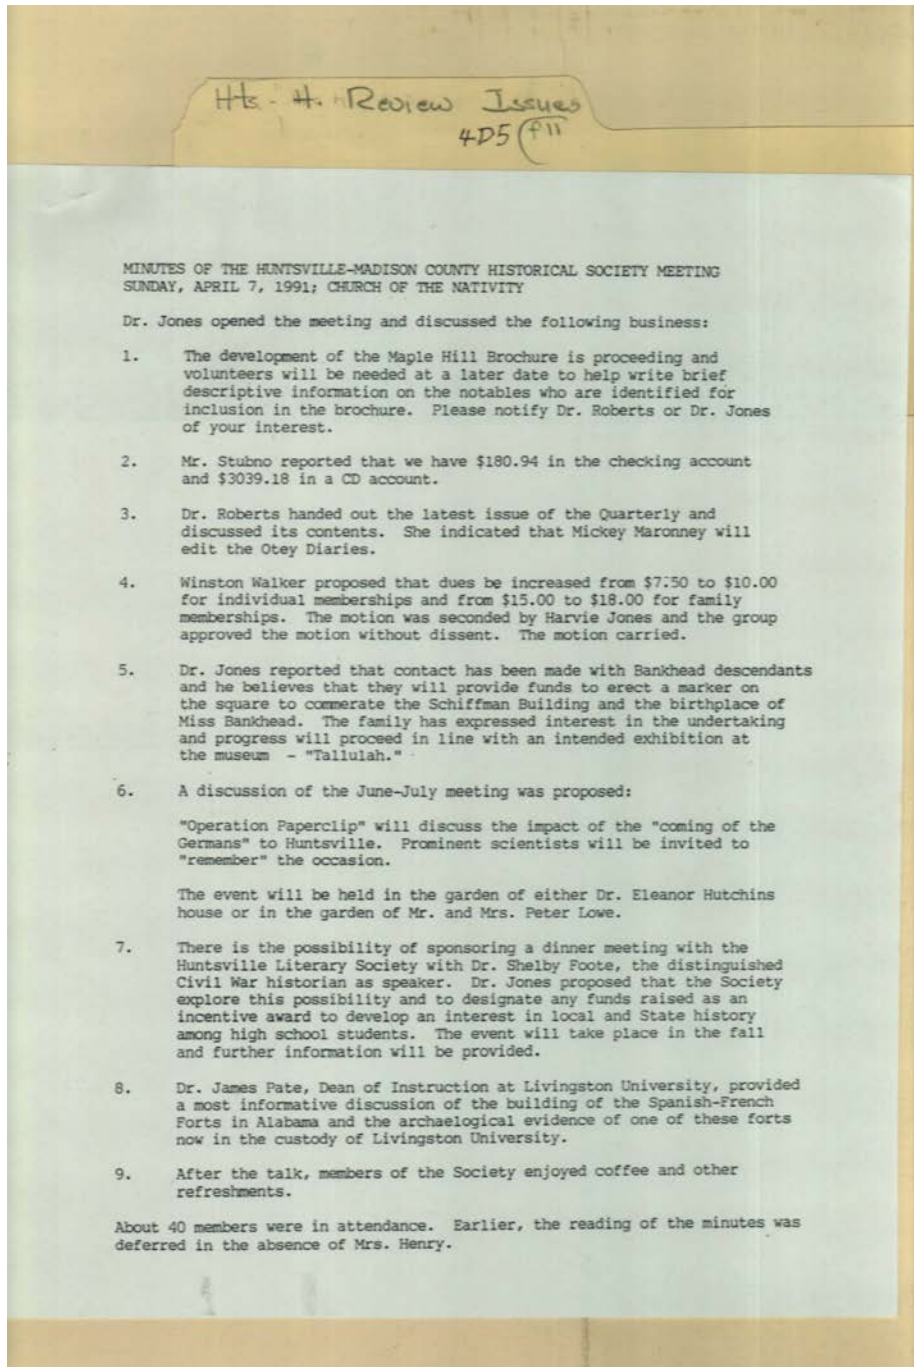 Hts - H. Review Issues
4D5 (f11
MINUTES OF THE HUNTSVILLE-MADISON COUNTY HISTORICAL SOCIETY MEETING
SUNDAY, APRIL 7, 1991; CHURCH OF THE NATIVITY
Dr. Jones opened the meeting and discussed the following business:
1. The development of the Maple Hill Brochure is proceeding and
volunteers will be needed at a later date to help write brief
descriptive information on the notables who are identified for
inclusion in the brochure. Please notify Dr. Roberts or Dr. Jones
of your interest.
2. Mr. Stubno reported that we have $180.94 in the checking account
and $3039.18 in a CD account.
3. Dr. Roberts handed out the latest issue of the Quarterly and
discussed its contents. She indicated that Mickey Maronney will
edit the Otey Diaries.
4. Winston Walker proposed that dues be increased from $7.50 to $10.00
for individual memberships and from $15.00 to $18.00 for family
memberships. The motion was seconded by Harvie Jones and the group
approved the motion without dissent. The motion carried.
5. Dr. Jones reported that contact has been made with Bankhead descendants
and he believes that they will provide funds to erect a marker on
the square to commerate the Schiffman Building and the birthplace of
Miss Bankhead. The family has expressed interest in the undertaking
and progress will proceed in line with an intended exhibition at
the museum - "Tallulah."
6. A discussion of the June-July meeting was proposed:
"Operation Paperclip" will discuss the impact of the "coming of the
Germans" to Huntsville. Prominent scientists will be invited to
"remember" the occasion.
The event will be held in the garden of either Dr. Eleanor Hutchins
house or in the garden of Mr. and Mrs. Peter Lowe.
7. There is the possibility of sponsoring a dinner meeting with the
Huntsville Literary Society with Dr. Shelby Foote, the distinguished
Civil War historian as speaker. Dr. Jones proposed that the Society
explore this possibility and to designate any funds raised as an
incentive award to develop an interest in local and State history
among high school students. The event will take place in the fall
and further information will be provided.
8. Dr. James Pate, Dean of Instruction at Livingston University, provided
a most informative discussion of the building of the Spanish-French
Forts in Alabama and the archaelogical evidence of one of these forts
now in the custody of Livingston University.
9. After the talk, members of the Society enjoyed coffee and other
refreshments.
About 40 members were in attendance. Earlier, the reading of the minutes was
deferred in the absence of Mrs. Henry.